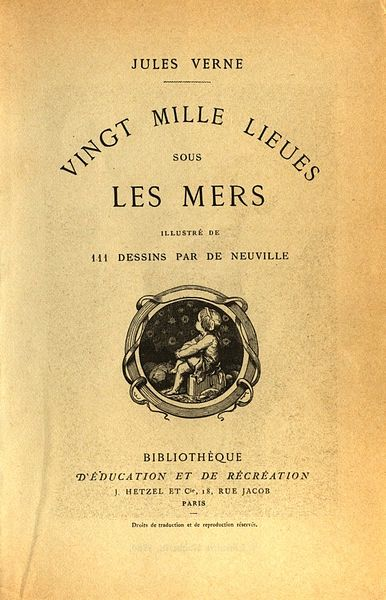 JULES VERNE
VINGT MILLE LIEUES
SOUS
LES MERS
ILLUSTRÉ DE
111 DESSINS PAR DE NEUVILLE
BIBLIOTHÈQUE
D'ÉDUCATION ET DE RÉCRÉATION
J. HETZEL ET Cie, 18, RUE JACOB
PARIS
Droits de traduction et de reproduction réservés.